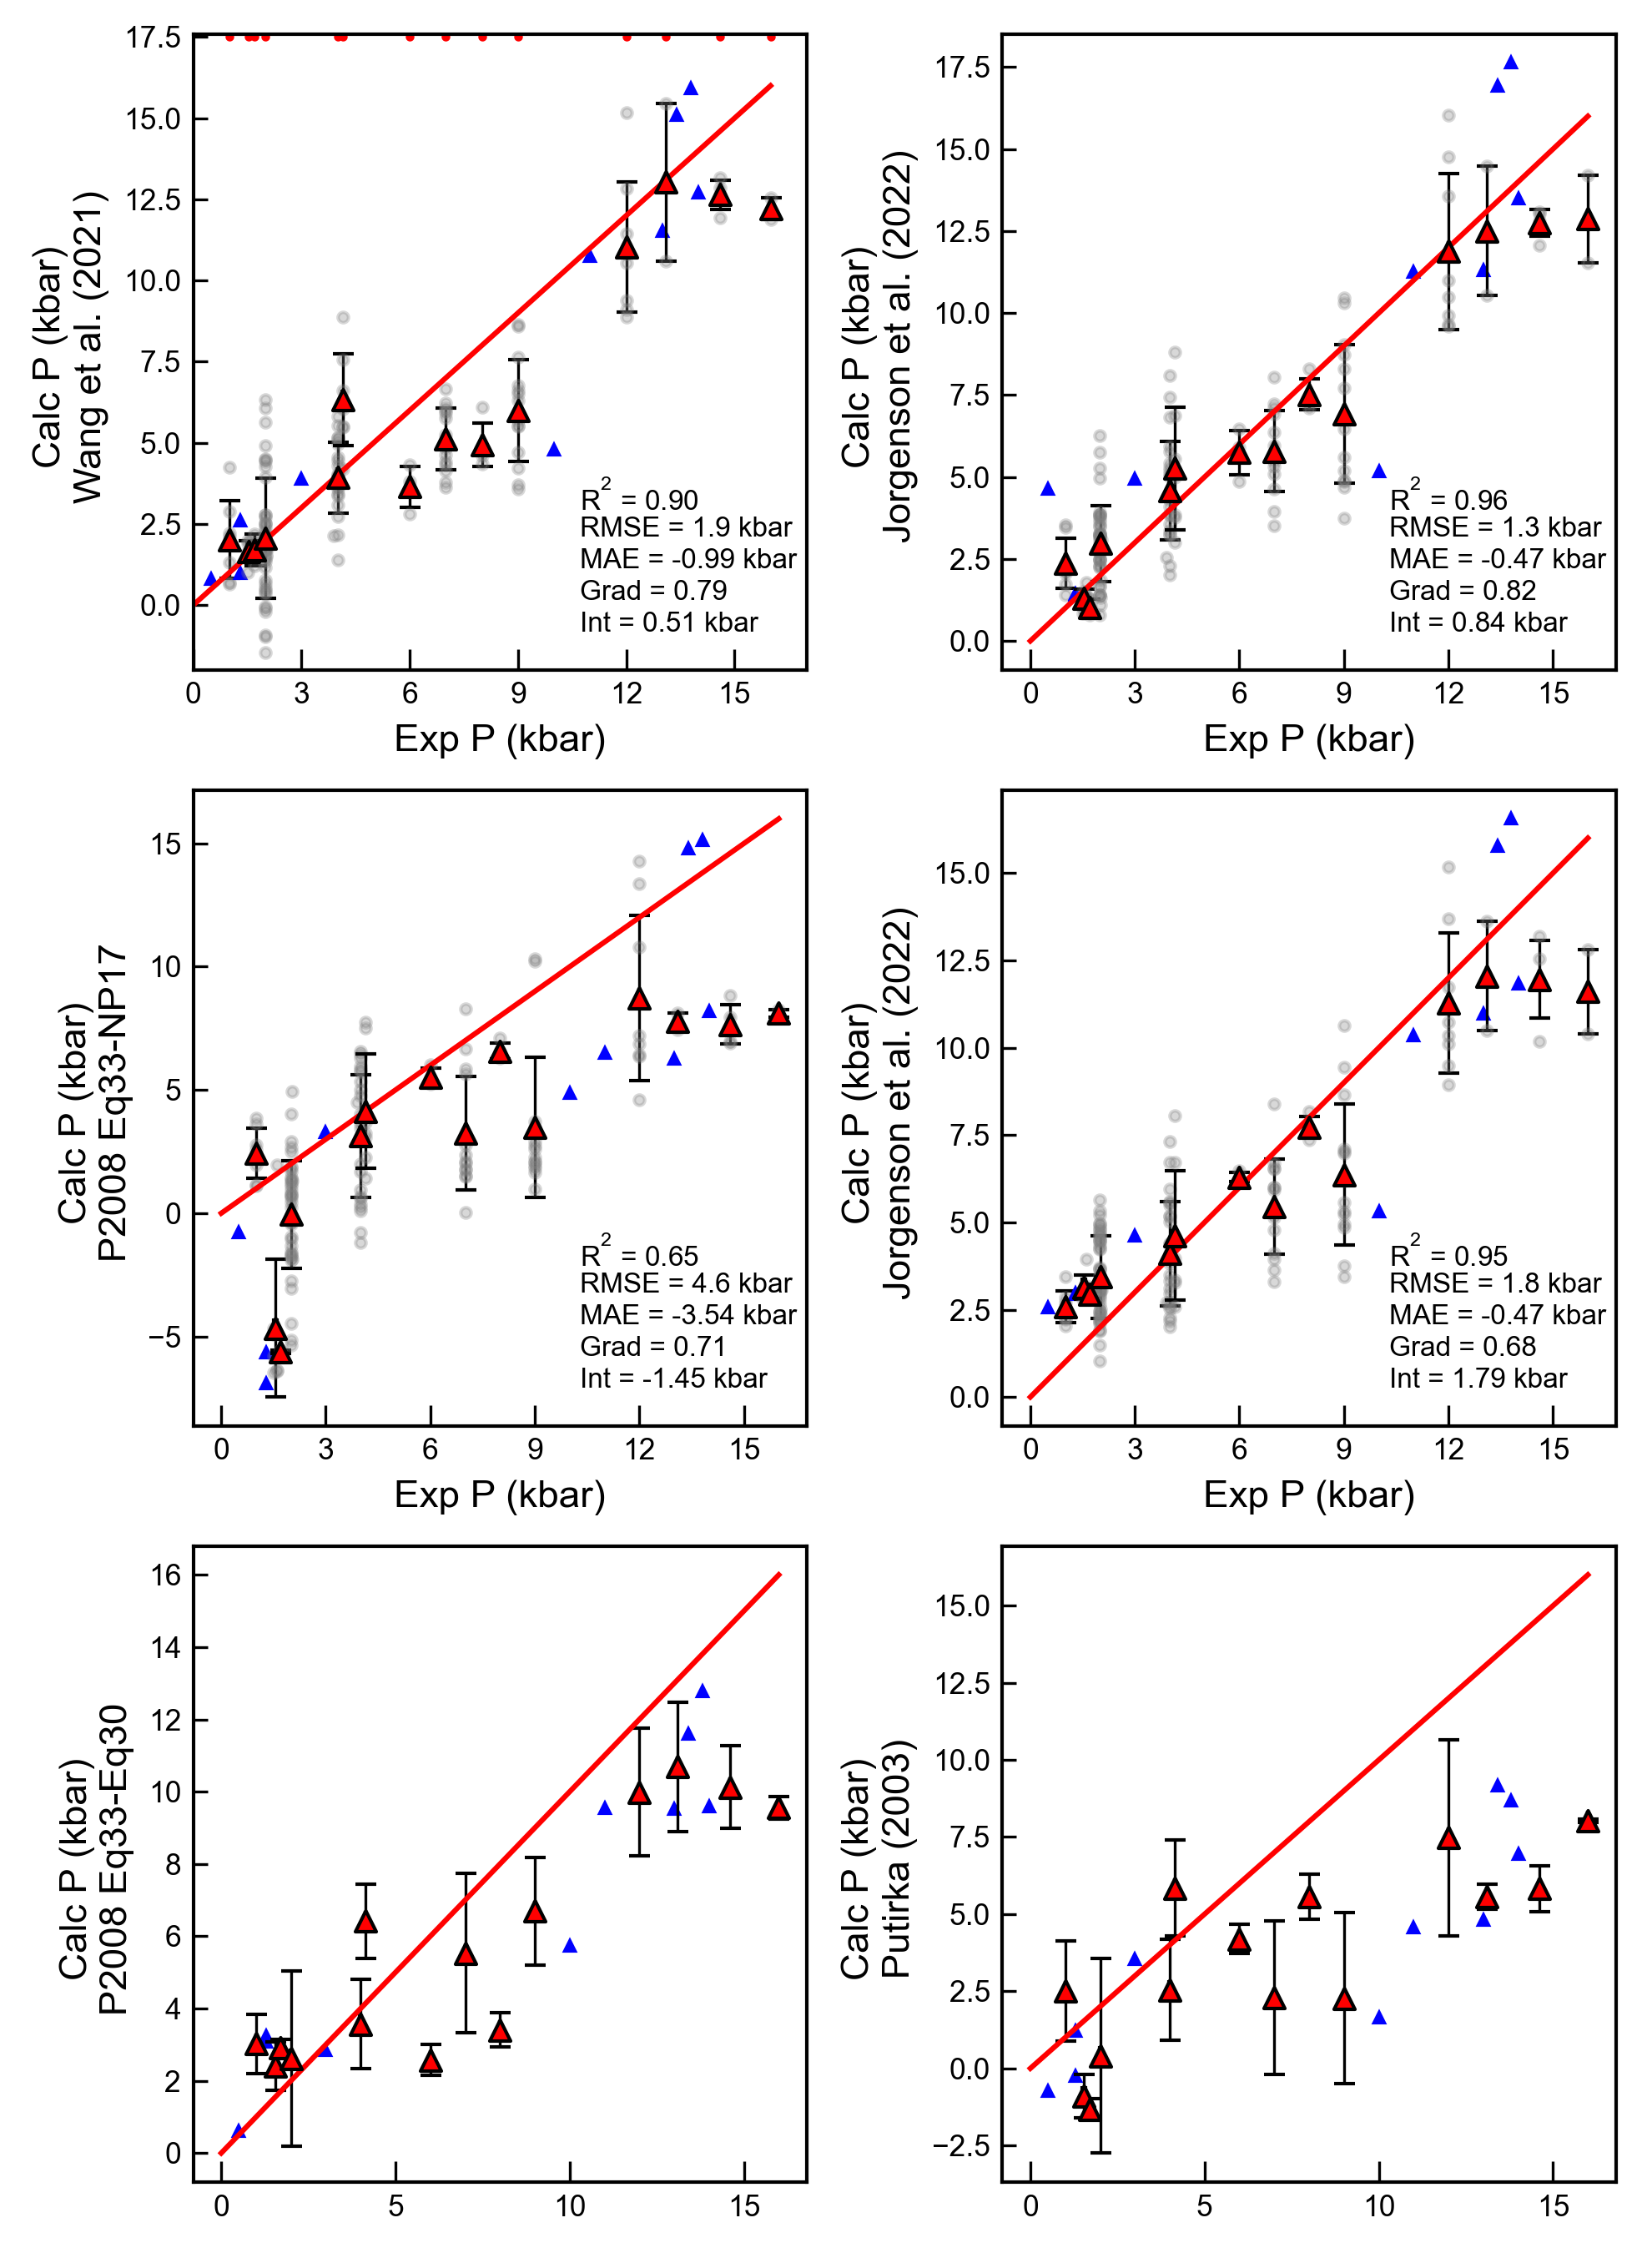 17.5
15.0
12.5
10.0
7.5
5.0
2.5
0.0
Calc P (kbar)
Wang et al. (2021)
R² = 0.90
RMSE = 1.9 kbar
MAE = -0.99 kbar
Grad = 0.79
Int = 0.51 kbar
0 3 6 9 12 15
Exp P (kbar)
17.5
15.0
12.5
10.0
7.5
5.0
2.5
0.0
Calc P (kbar)
Jorgenson et al. (2022)
R² = 0.96
RMSE = 1.3 kbar
MAE = -0.47 kbar
Grad = 0.82
Int = 0.84 kbar
0 3 6 9 12 15
Exp P (kbar)
15
10
5
0
−5
Calc P (kbar)
P2008 Eq33-NP17
R² = 0.65
RMSE = 4.6 kbar
MAE = -3.54 kbar
Grad = 0.71
Int = -1.45 kbar
0 3 6 9 12 15
Exp P (kbar)
15.0
12.5
10.0
7.5
5.0
2.5
0.0
Calc P (kbar)
Jorgenson et al. (2022)
R² = 0.95
RMSE = 1.8 kbar
MAE = -0.47 kbar
Grad = 0.68
Int = 1.79 kbar
0 3 6 9 12 15
Exp P (kbar)
16
14
12
10
8
6
4
2
0
Calc P (kbar)
P2008 Eq33-Eq30
0 5 10 15
15.0
12.5
10.0
7.5
5.0
2.5
0.0
−2.5
Calc P (kbar)
Putirka (2003)
0 5 10 15